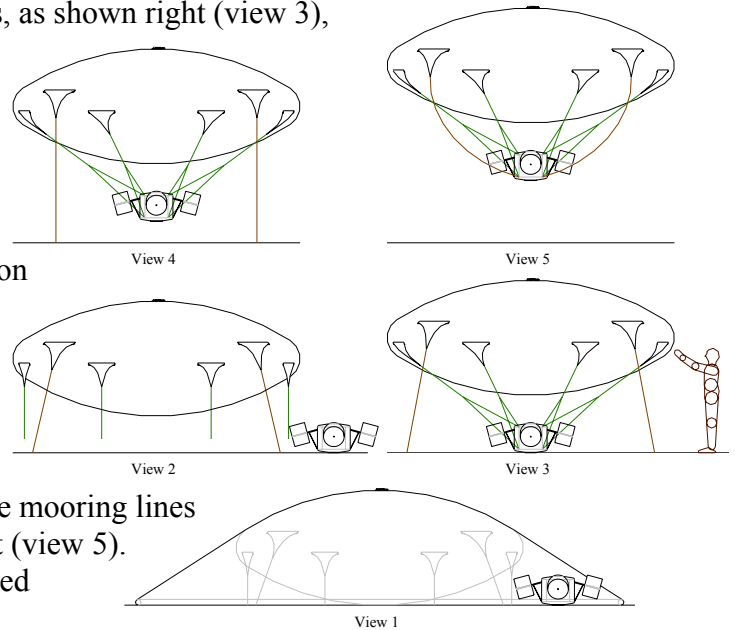 s, as shown right (view 3),
View 4
View 5
on
View 2
View 3
e mooring lines
t (view 5).
ed
View 1